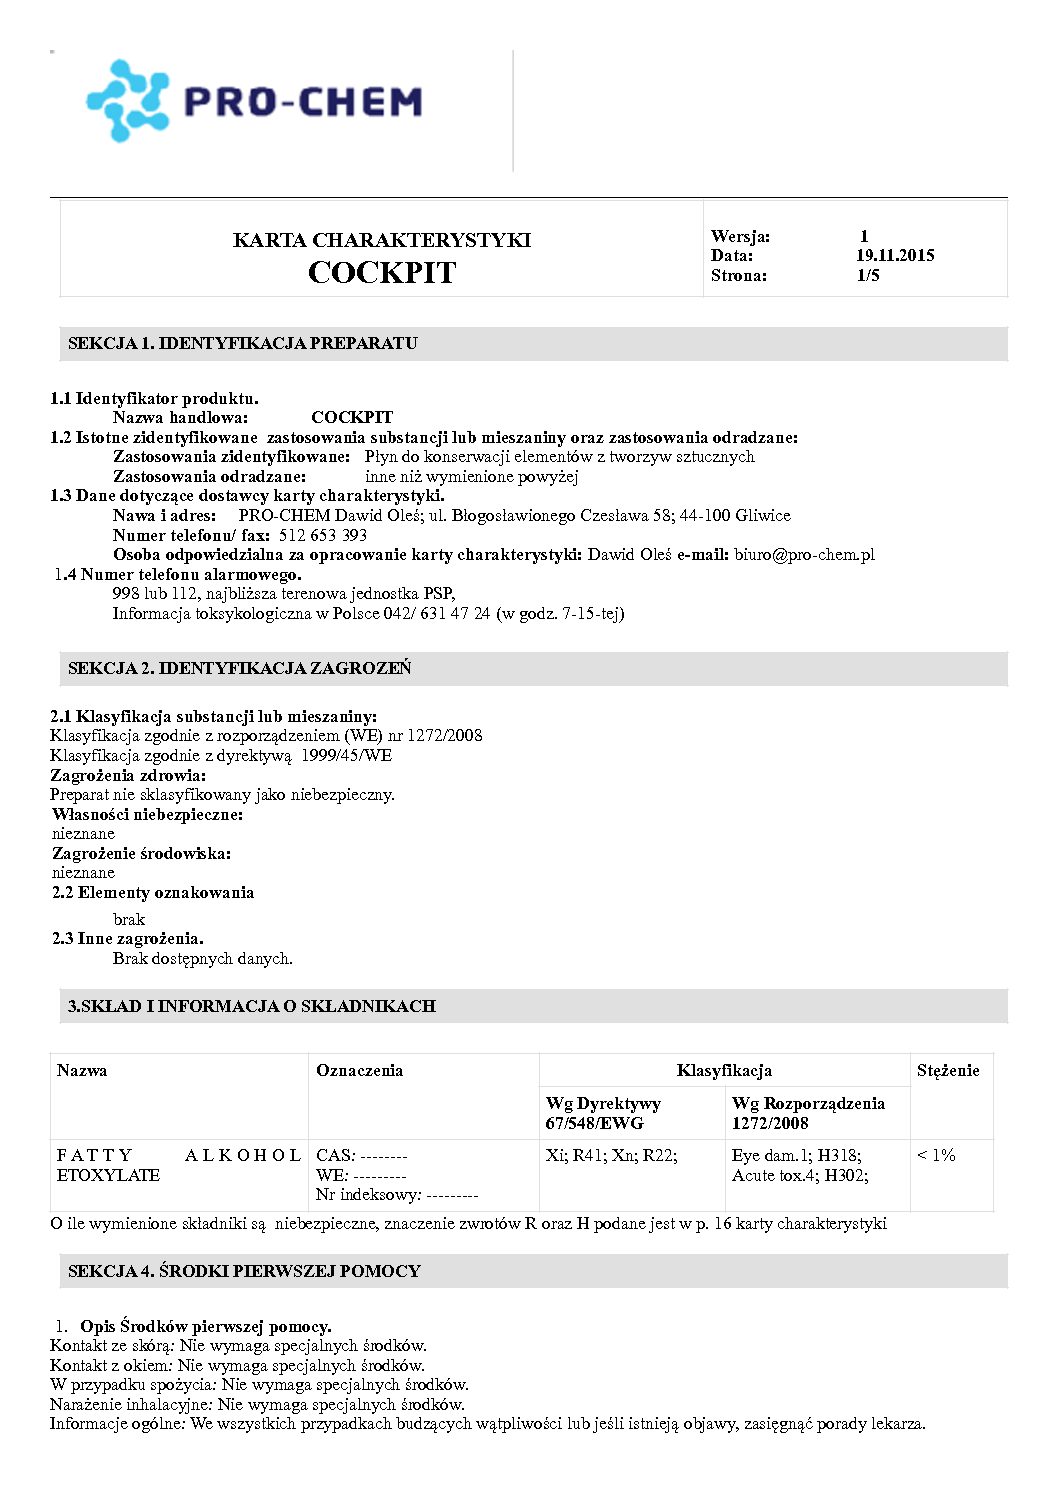 PRO-CHEM
KARTA CHARAKTERYSTYKI
COCKPIT
Wersja: 1
Data: 19.11.2015
Strona: 1/5
SEKCJA 1. IDENTYFIKACJA PREPARATU
1.1 Identyfikator produktu.
Nazwa handlowa: COCKPIT
1.2 Istotne zidentyfikowane zastosowania substancji lub mieszaniny oraz zastosowania odradzane:
Zastosowania zidentyfikowane: Płyn do konserwacji elementów z tworzyw sztucznych
Zastosowania odradzane: inne niż wymienione powyżej
1.3 Dane dotyczące dostawcy karty charakterystyki.
Nawa i adres: PRO-CHEM Dawid Oleś; ul. Błogosławionego Czesława 58; 44-100 Gliwice
Numer telefonu/ fax: 512 653 393
Osoba odpowiedzialna za opracowanie karty charakterystyki: Dawid Oleś e-mail: biuro@pro-chem.pl
1.4 Numer telefonu alarmowego.
998 lub 112, najbliższa terenowa jednostka PSP,
Informacja toksykologiczna w Polsce 042/ 631 47 24 (w godz. 7-15-tej)
SEKCJA 2. IDENTYFIKACJA ZAGROZEŃ
2.1 Klasyfikacja substancji lub mieszaniny:
Klasyfikacja zgodnie z rozporządzeniem (WE) nr 1272/2008
Klasyfikacja zgodnie z dyrektywą 1999/45/WE
Zagrożenia zdrowia:
Preparat nie sklasyfikowany jako niebezpieczny.
Własności niebezpieczne:
nieznane
Zagrożenie środowiska:
nieznane
2.2 Elementy oznakowania
brak
2.3 Inne zagrożenia.
Brak dostępnych danych.
3.SKŁAD I INFORMACJA O SKŁADNIKACH
Nazwa Oznaczenia Klasyfikacja Stężenie
Wg Dyrektywy Wg Rozporządzenia
67/548/EWG 1272/2008
FATTY ALKOHOL CAS: -------- Xi; R41; Xn; R22; Eye dam.1; H318; < 1%
ETOXYLATE WE: --------- Acute tox.4; H302;
Nr indeksowy: ---------
O ile wymienione składniki są niebezpieczne, znaczenie zwrotów R oraz H podane jest w p. 16 karty charakterystyki
SEKCJA 4. ŚRODKI PIERWSZEJ POMOCY
1. Opis Środków pierwszej pomocy.
Kontakt ze skórą: Nie wymaga specjalnych środków.
Kontakt z okiem: Nie wymaga specjalnych środków.
W przypadku spożycia: Nie wymaga specjalnych środków.
Narażenie inhalacyjne: Nie wymaga specjalnych środków.
Informacje ogólne: We wszystkich przypadkach budzących wątpliwości lub jeśli istnieją objawy, zasięgnąć porady lekarza.